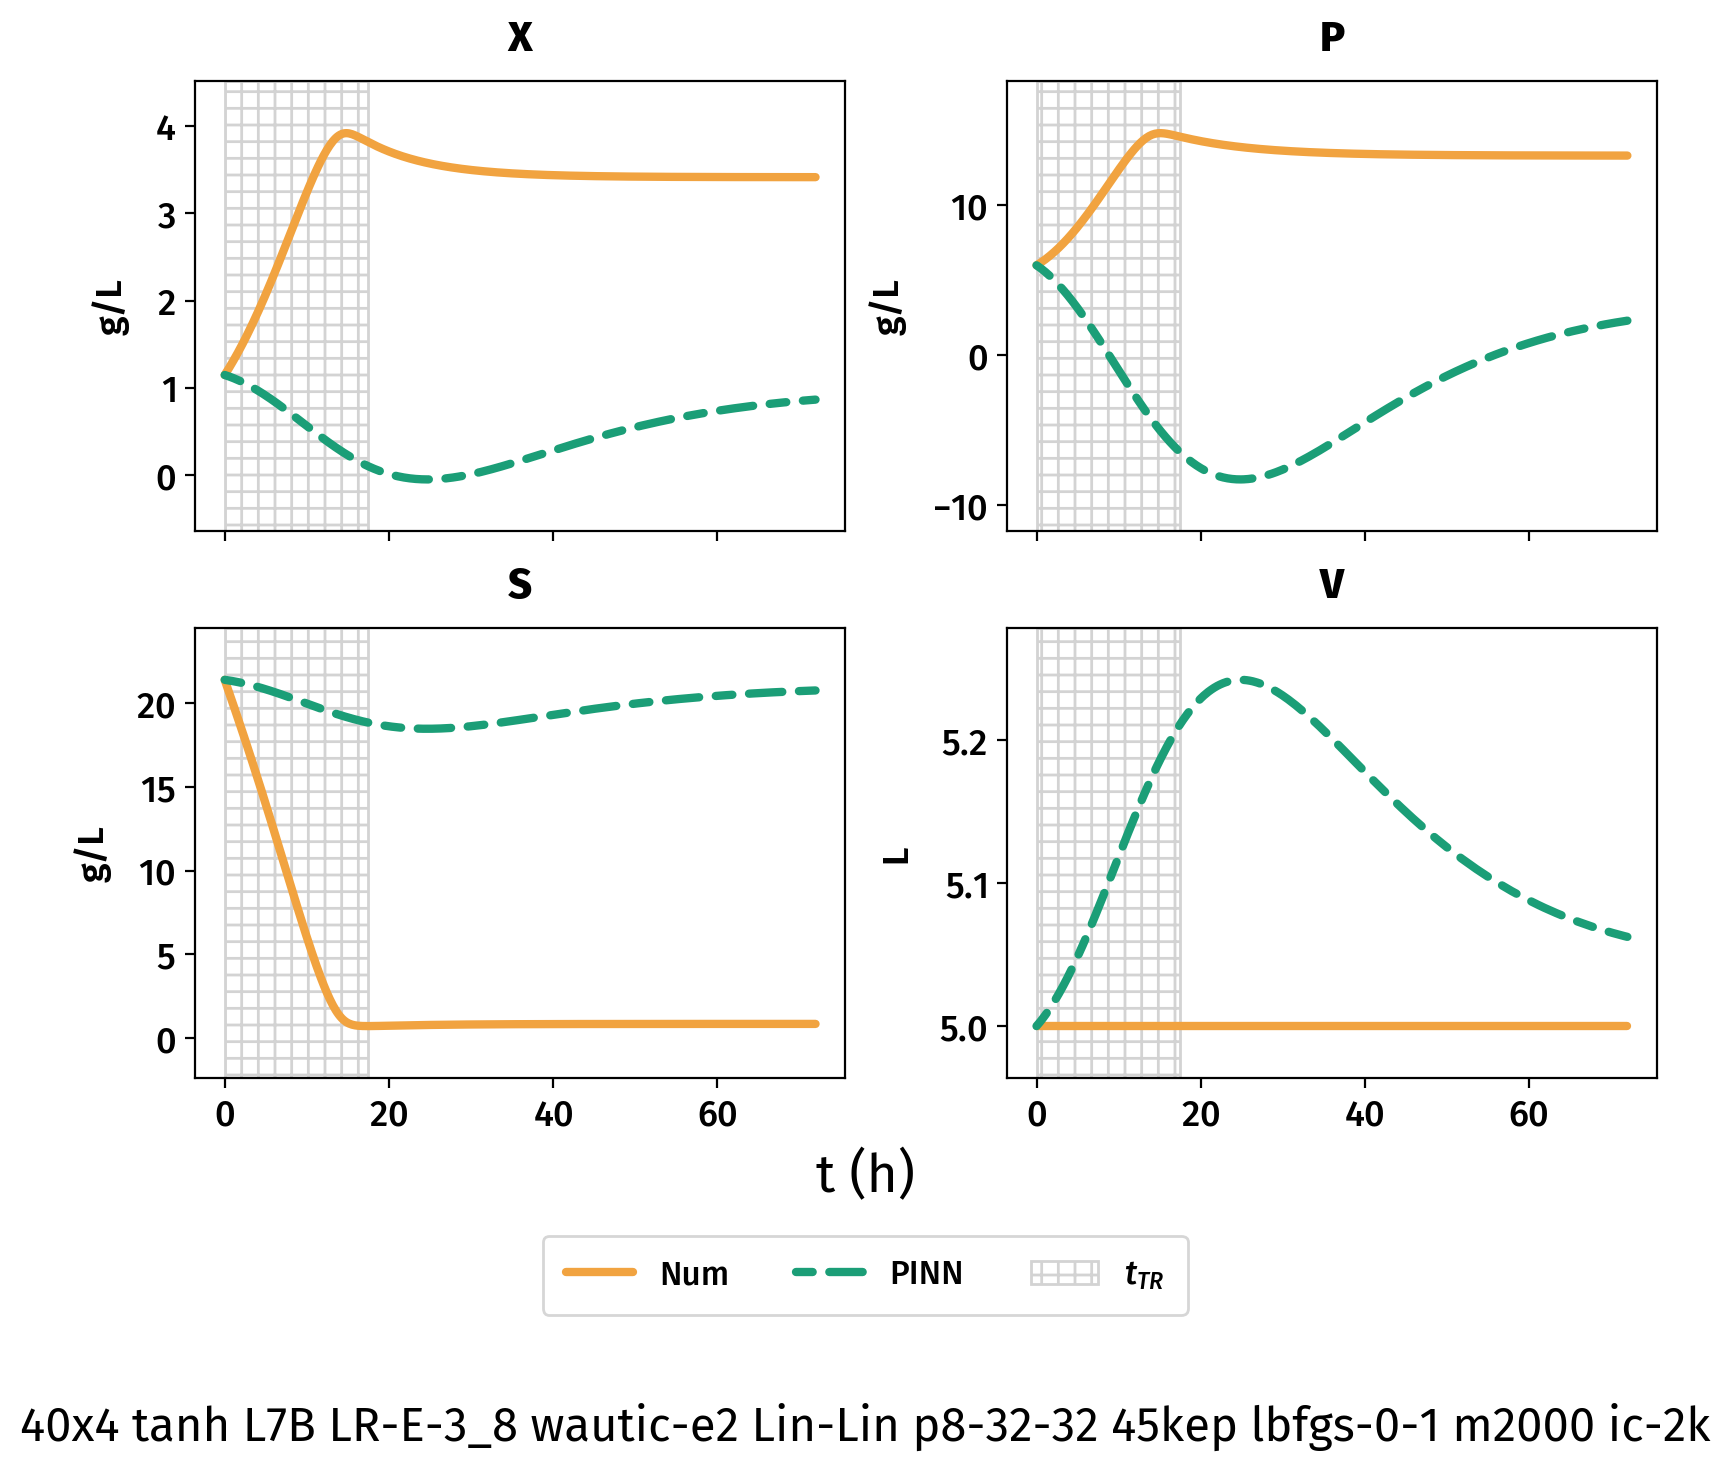 X
P
4
3
2
1
0
g/L
10
0
−10
g/L
S
V
20
15
10
5
0
g/L
5.2
5.1
5.0
L
0 20 40 60
0 20 40 60
t (h)
Num PINN tTR
40x4 tanh L7B LR-E-3_8 wautic-e2 Lin-Lin p8-32-32 45kep lbfgs-0-1 m2000 ic-2k